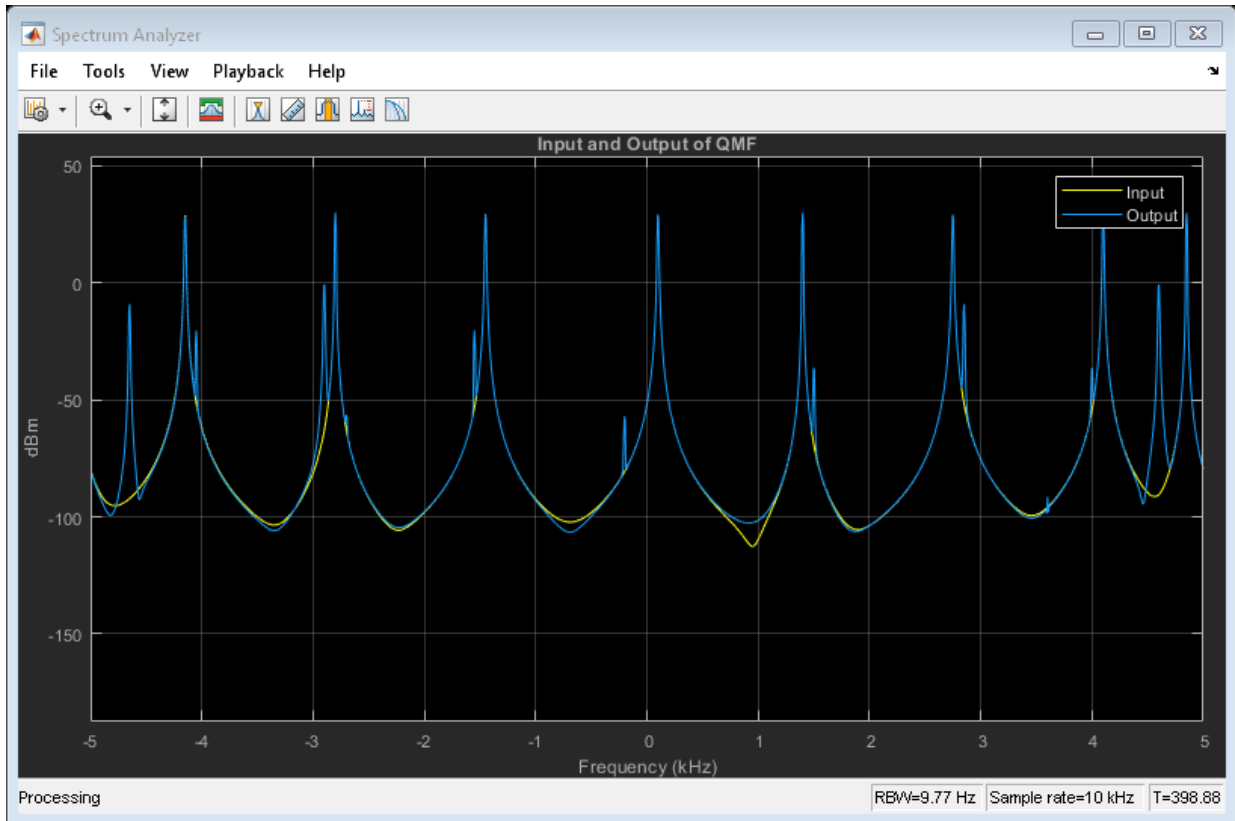 Spectrum Analyzer
File Tools View Playback Help
Input and Output of QMF
50
0
-50
-100
-150
dBm
Input
Output
-5 -4 -3 -2 -1 0 1 2 3 4 5
Frequency (kHz)
Processing RBW=9.77 Hz Sample rate=10 kHz T=398.88